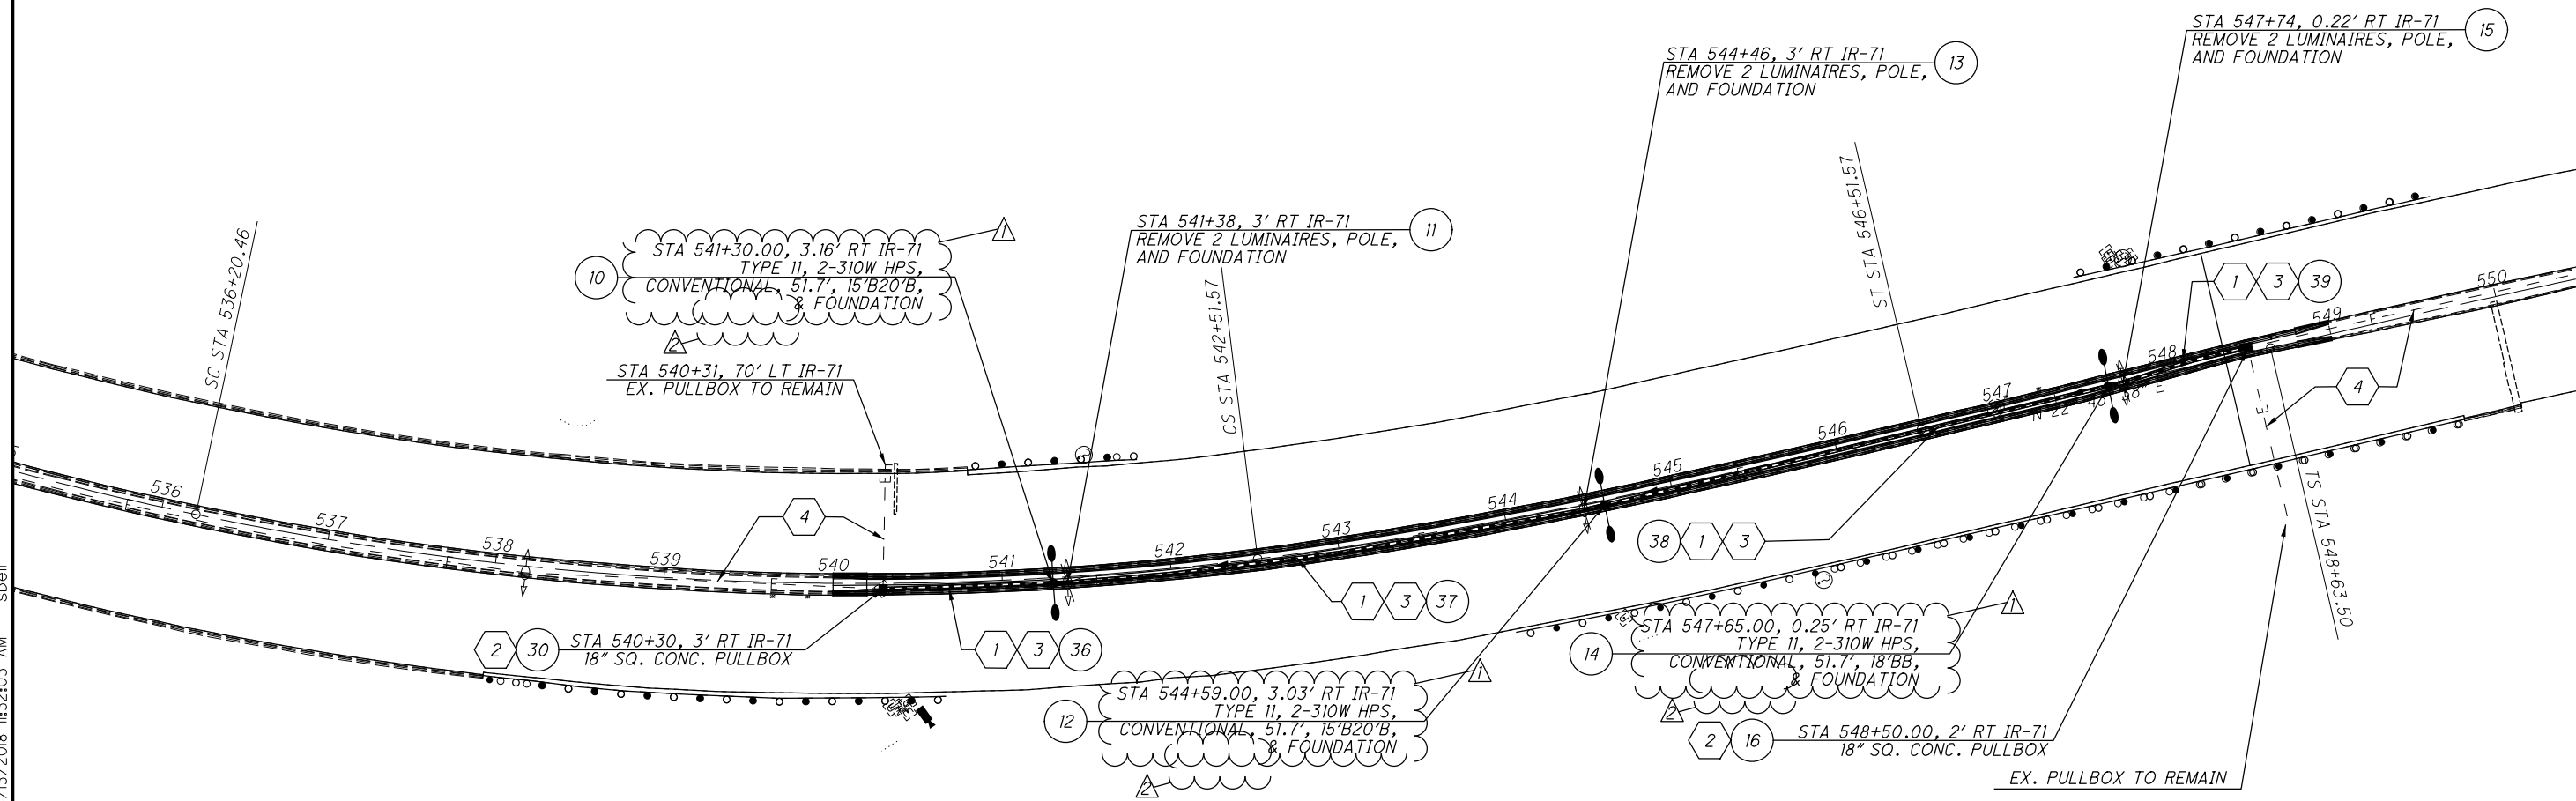 STA 547+74, 0.22' RT IR-71
REMOVE 2 LUMINAIRES, POLE,
AND FOUNDATION
15
STA 544+46, 3' RT IR-71
REMOVE 2 LUMINAIRES, POLE,
AND FOUNDATION
13
STA 541+38, 3' RT IR-71
REMOVE 2 LUMINAIRES, POLE,
AND FOUNDATION
11
1
10
STA 541+30.00, 3.16' RT IR-71
TYPE 11, 2-310W HPS,
CONVENTIONAL, 51.7', 15'B20'B,
& FOUNDATION
2
STA 540+31, 70' LT IR-71
EX. PULLBOX TO REMAIN
SC STA 536+20.46
CS STA 542+51.57
ST STA 546+51.57
TS STA 548+63.50
1 3 39
4
4
536
537
538
539
540
541
542
543
544
545
546
547
548
549
550
E
E
E
E
38 1 3
1 3 37
1 3 36
2 30
STA 540+30, 3' RT IR-71
18" SQ. CONC. PULLBOX
1
12
STA 544+59.00, 3.03' RT IR-71
TYPE 11, 2-310W HPS,
CONVENTIONAL, 51.7', 15'B20'B,
& FOUNDATION
2
1
14
STA 547+65.00, 0.25' RT IR-71
TYPE 11, 2-310W HPS,
CONVENTIONAL, 51.7', 18'BB,
& FOUNDATION
2
2 16
STA 548+50.00, 2' RT IR-71
18" SQ. CONC. PULLBOX
EX. PULLBOX TO REMAIN